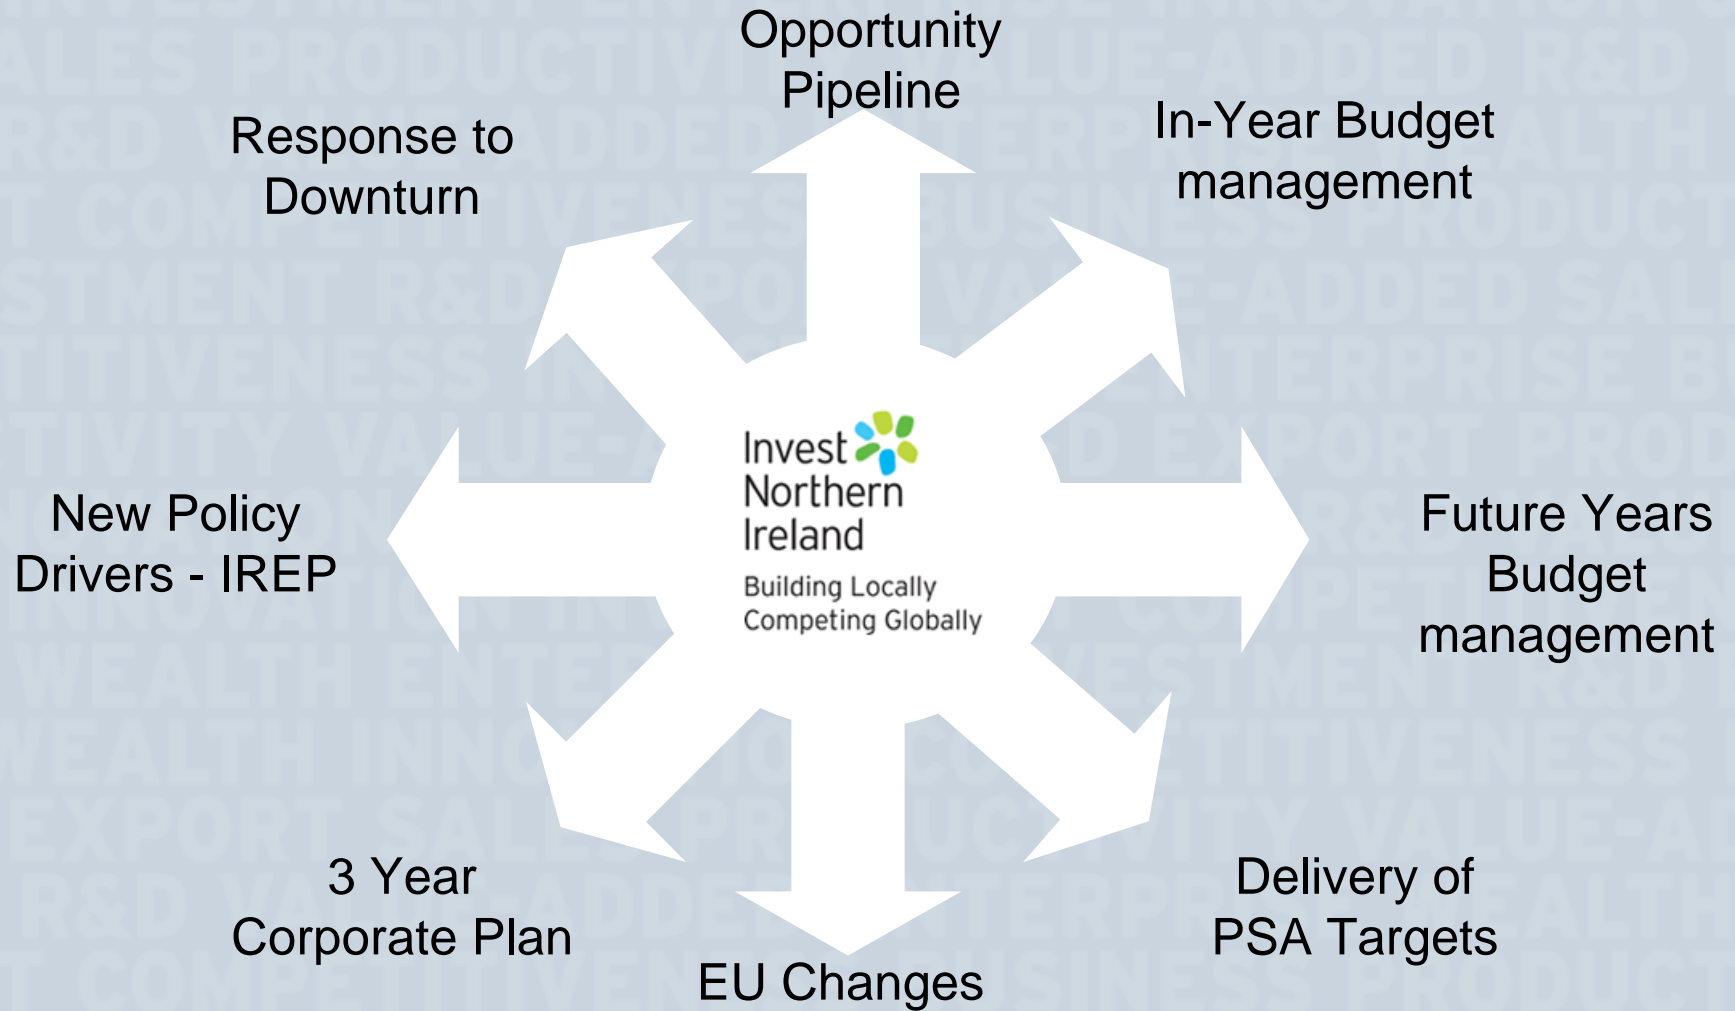 Opportunity
Pipeline
In-Year Budget
management
Response to
Downturn
Invest
Northern
Ireland
Building Locally
Competing Globally
New Policy
Drivers - IREP
Future Years
Budget
management
3 Year
Corporate Plan
Delivery of
PSA Targets
EU Changes